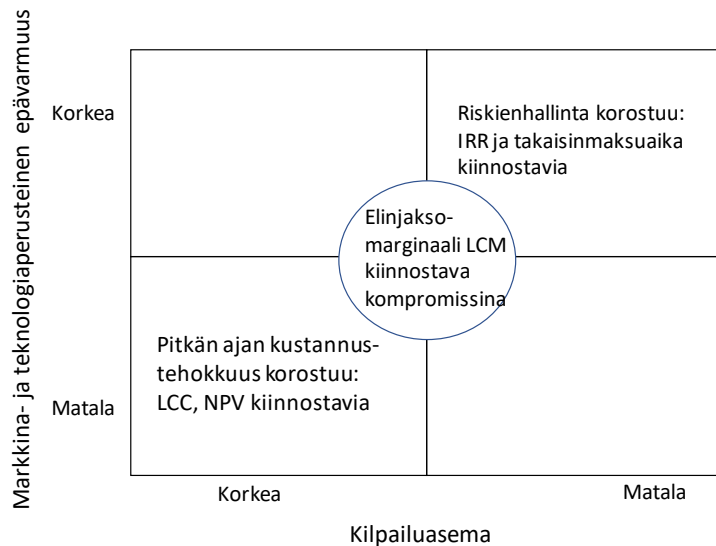 Markkina- ja teknologiaperusteinen epävarmuus
Korkea
Riskienhallinta korostuu:
IRR ja takaisinmaksuaika
kiinnostavia
Elinjakso-
marginaali LCM
kiinnostava
kompromissina
Pitkän ajan kustannus-
tehokkuus korostuu:
LCC, NPV kiinnostavia
Matala
Korkea
Matala
Kilpailuasema